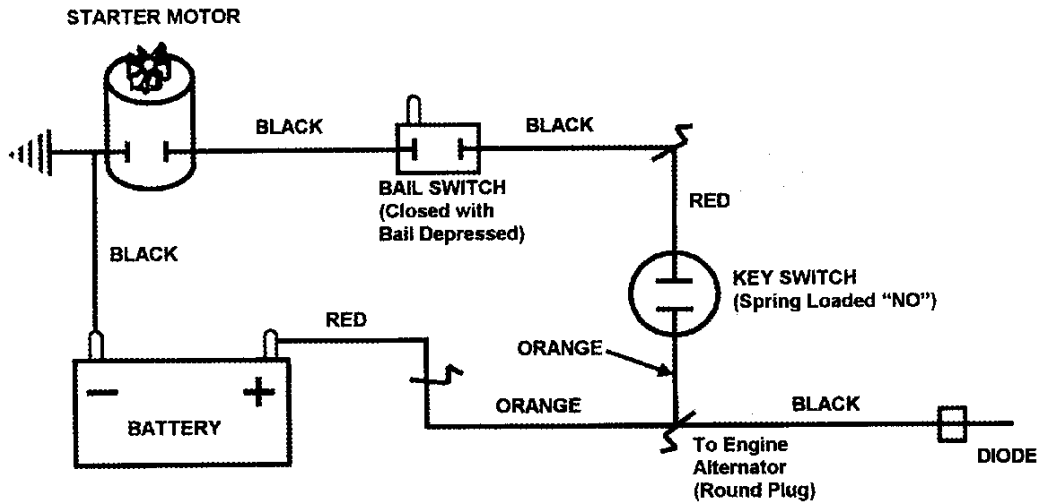 STARTER MOTOR
BLACK
BLACK
BAIL SWITCH
(Closed with
Bail Depressed)
RED
BLACK
KEY SWITCH
(Spring Loaded “NO”)
RED
ORANGE
ORANGE
BLACK
BATTERY
To Engine
Alternator
(Round Plug)
DIODE